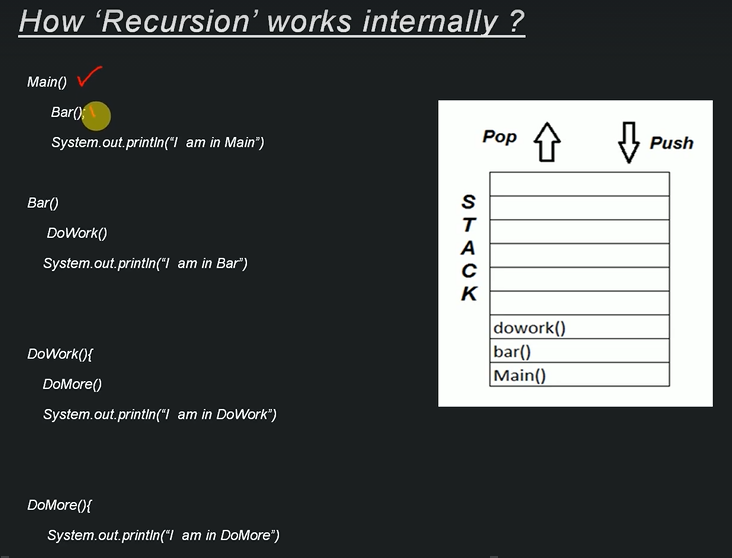 How ‘Recursion’ works internally ?
Main()
Bar();
System.out.println(“I am in Main”)
Bar()
DoWork()
System.out.println(“I am in Bar”)
DoWork(){
DoMore()
System.out.println(“I am in DoWork”)
DoMore(){
System.out.println(“I am in DoMore”)
Pop
Push
S
T
A
C
K
dowork()
bar()
Main()